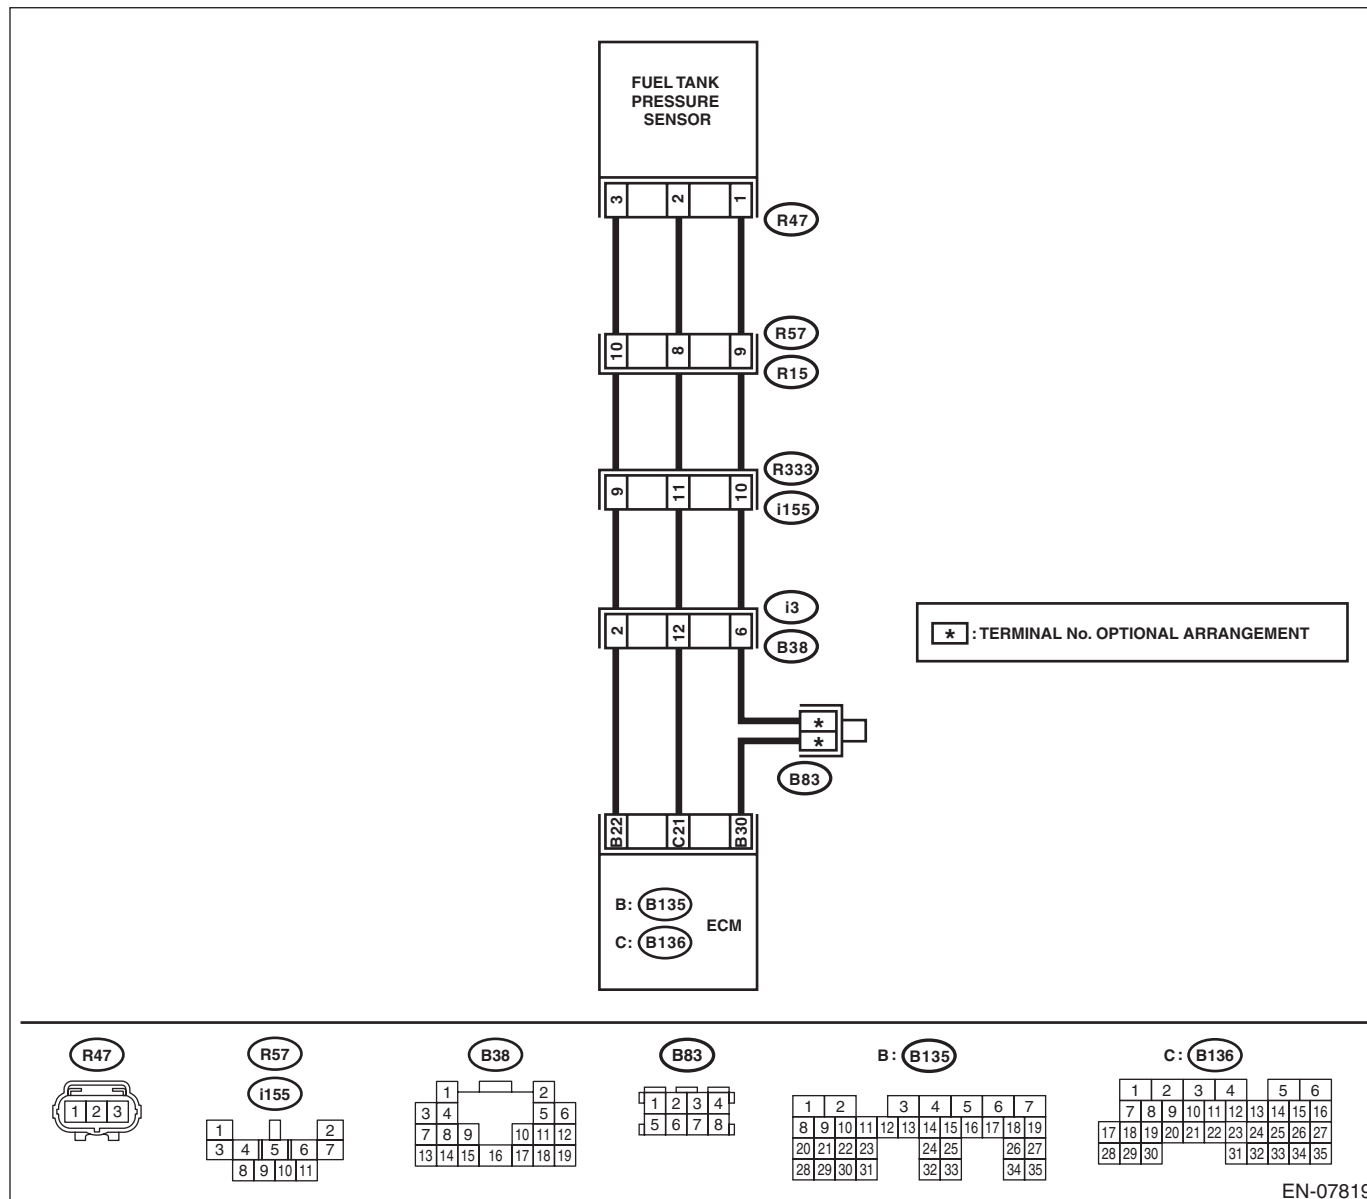 FUEL TANK
PRESSURE
SENSOR
3 2 1
R47
10 8 9
R57
R15
9 11 10
R333
i155
2 12 6
i3
B38
* : TERMINAL No. OPTIONAL ARRANGEMENT
*
*
B83
B22 C21 B30
B: B135
C: B136
ECM
R47
1 2 3
R57
i155
1 2
3 4 5 6 7
8 9 10 11
B38
1 2
3 4 5 6
7 8 9 10 11 12
13 14 15 16 17 18 19
B83
1 2 3 4
5 6 7 8
B: B135
1 2 3 4 5 6 7
8 9 10 11 12 13 14 15 16 17 18 19
20 21 22 23 24 25 26 27
28 29 30 31 32 33 34 35
C: B136
1 2 3 4 5 6
7 8 9 10 11 12 13 14 15 16
17 18 19 20 21 22 23 24 25 26 27
28 29 30 31 32 33 34 35
EN-07819